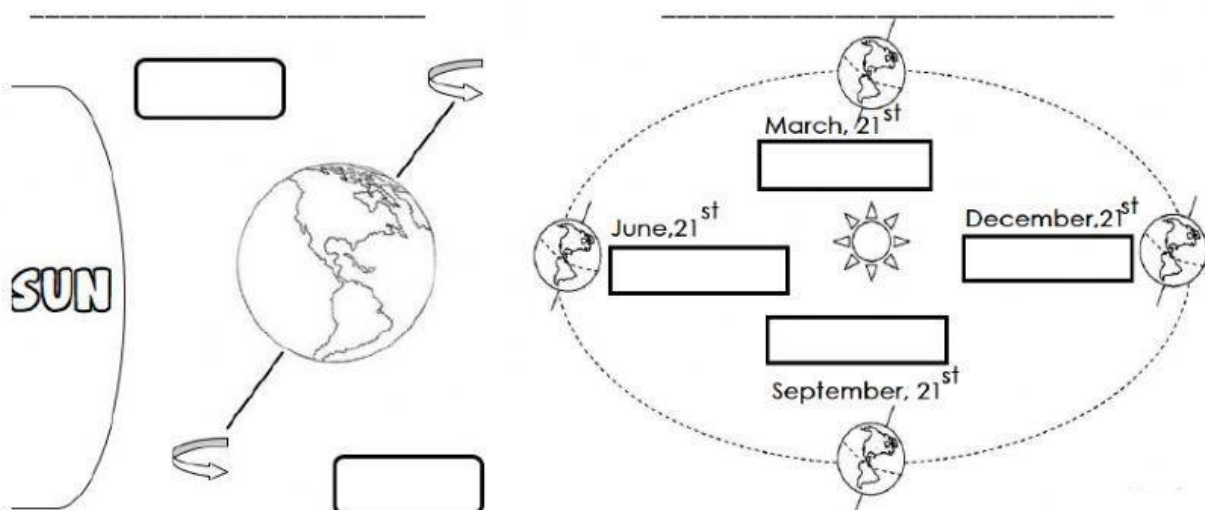 SUN
March, 21st
June,21st
December,21st
September, 21st